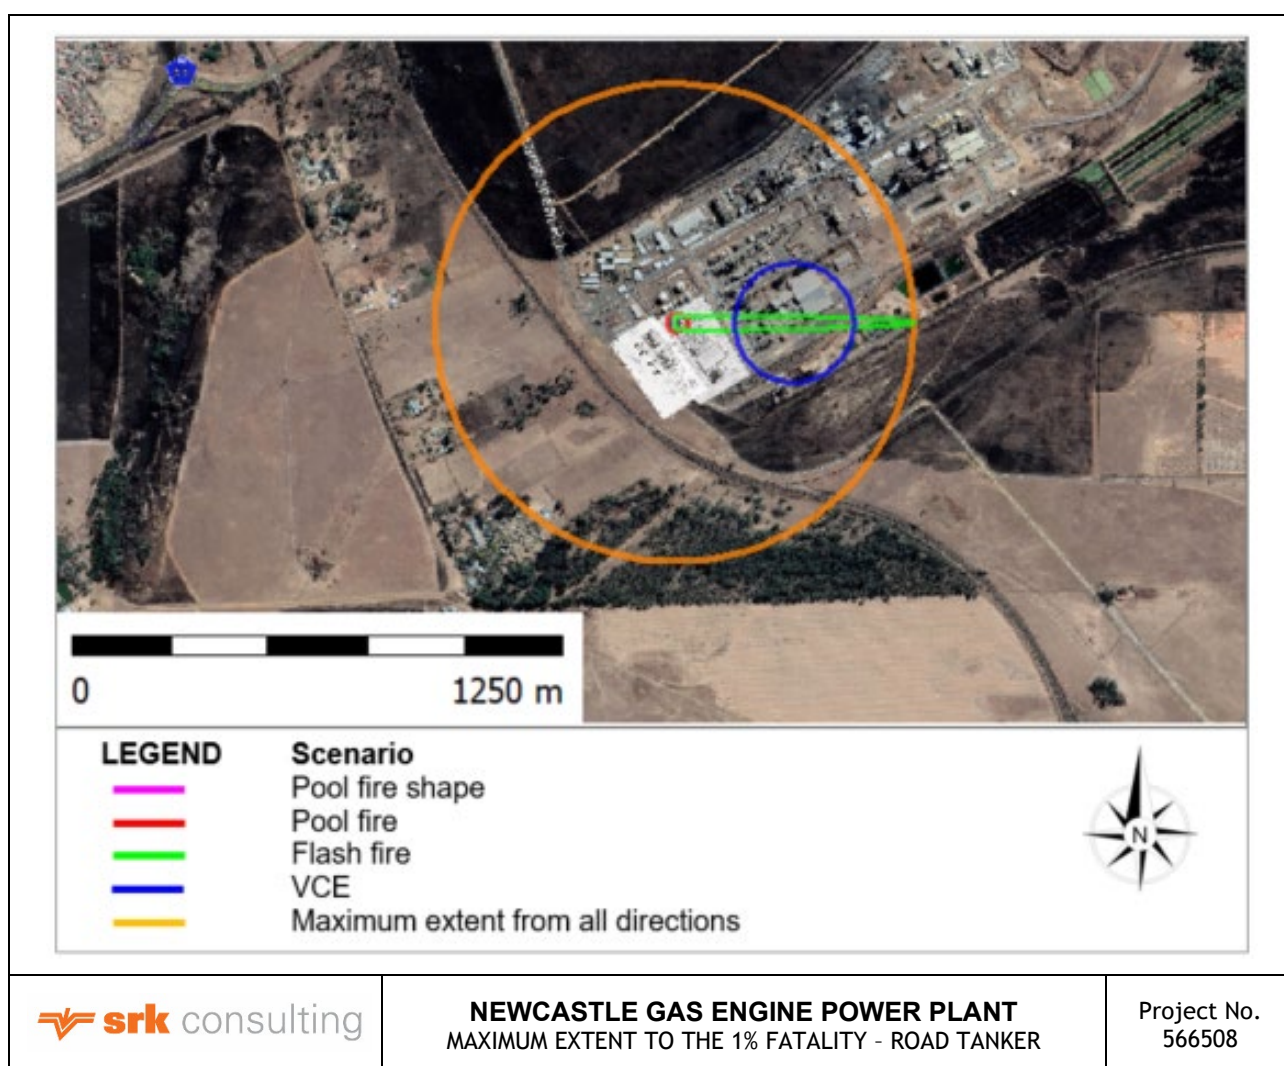 0
1250 m
LEGEND Scenario
Pool fire shape
Pool fire
Flash fire
VCE
Maximum extent from all directions
N
srk consulting
NEWCASTLE GAS ENGINE POWER PLANT
MAXIMUM EXTENT TO THE 1% FATALITY – ROAD TANKER
Project No.
566508